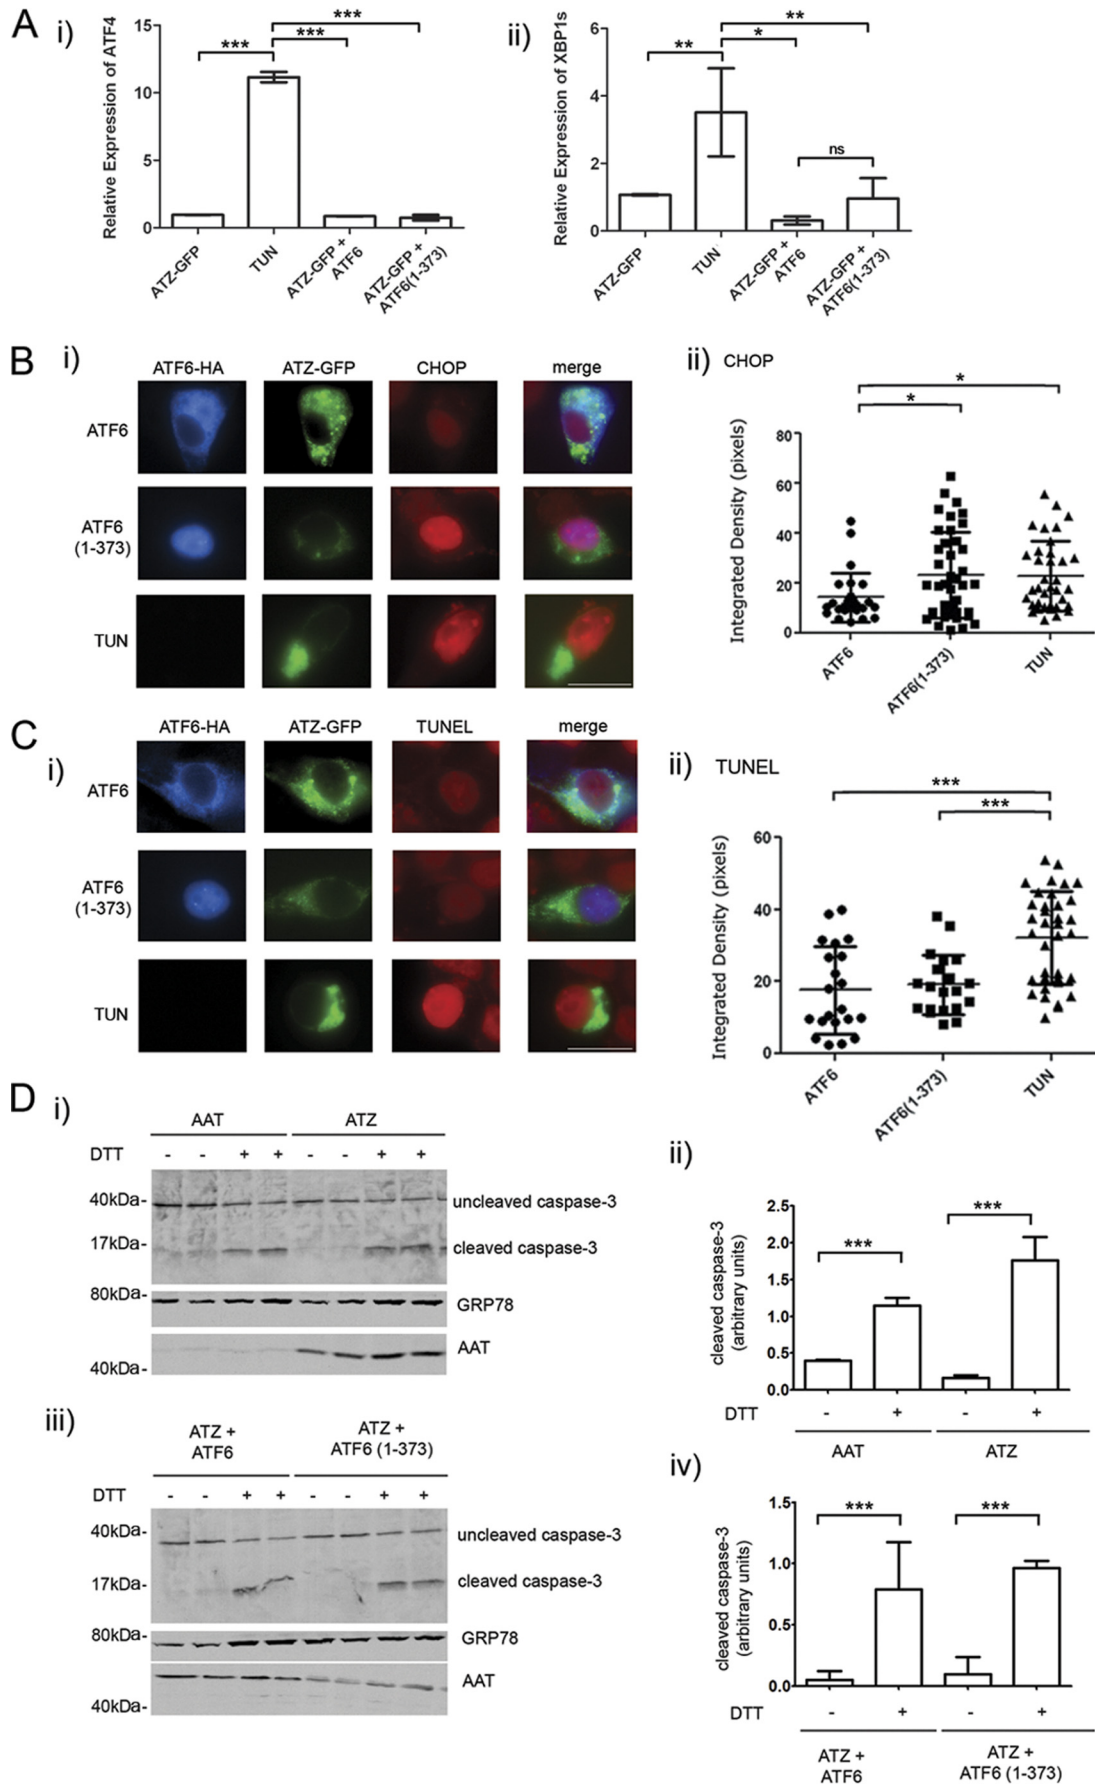 A
i)
Relative Expression of ATF4
15
10
5
0
***
***
***
ATZ-GFP
TUN
ATZ-GFP +
ATF6
ATZ-GFP +
ATF6(1-373)
ii)
Relative Expression of XBP1s
6
4
2
0
**
*
**
ns
ATZ-GFP
TUN
ATZ-GFP +
ATF6
ATZ-GFP +
ATF6(1-373)
B
i)
ATF6-HA ATZ-GFP CHOP merge
ATF6
ATF6
(1-373)
TUN
ii) CHOP
Integrated Density (pixels)
80
60
40
20
0
*
*
ATF6
ATF6(1-373)
TUN
C
i)
ATF6-HA ATZ-GFP TUNEL merge
ATF6
ATF6
(1-373)
TUN
ii) TUNEL
Integrated Density (pixels)
60
40
20
0
***
***
ATF6
ATF6(1-373)
TUN
D
i)
AAT ATZ
DTT - - + + - - + +
40kDa- uncleaved caspase-3
17kDa- cleaved caspase-3
80kDa- GRP78
AAT
40kDa-
ii)
cleaved caspase-3
(arbitrary units)
2.5
2.0
1.5
1.0
0.5
0.0
***
***
DTT - + - +
AAT ATZ
iii)
ATZ +
ATF6
ATZ +
ATF6 (1-373)
DTT - - + + - - + +
40kDa- uncleaved caspase-3
17kDa- cleaved caspase-3
80kDa- GRP78
AAT
40kDa-
iv)
cleaved caspase-3
(arbitrary units)
1.5
1.0
0.5
0.0
***
***
DTT - + - +
ATZ +
ATF6
ATZ +
ATF6 (1-373)